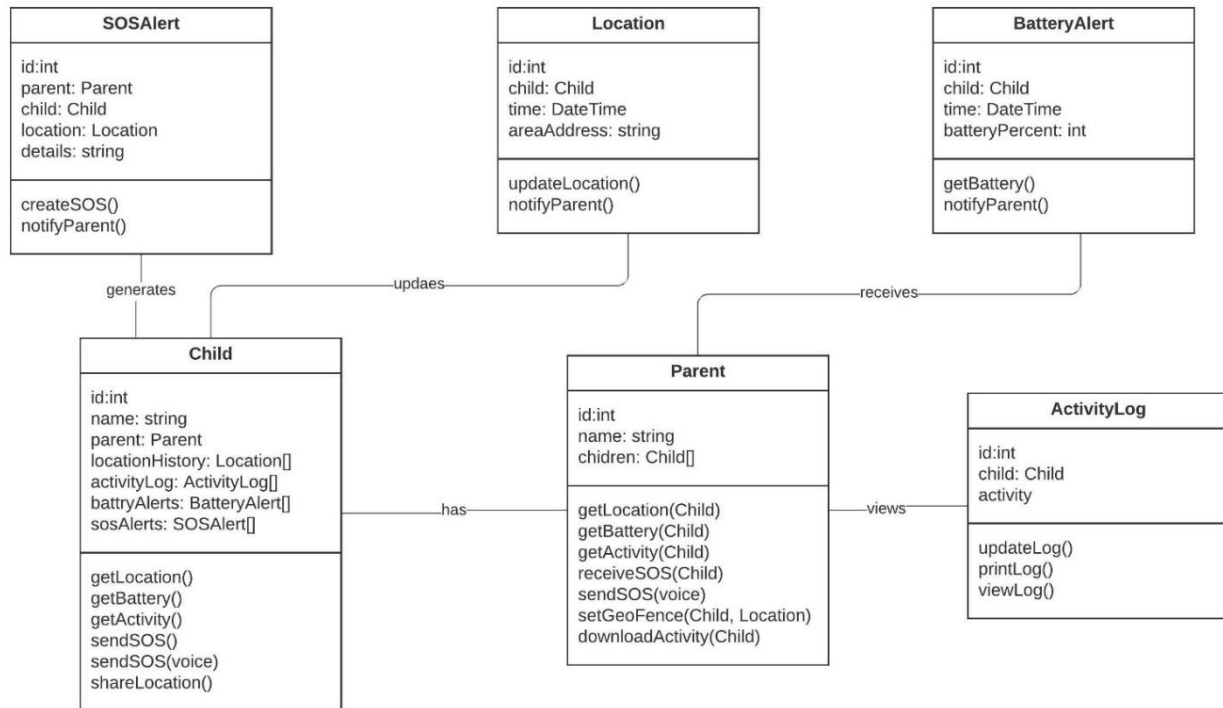 SOSAlert
id:int
parent: Parent
child: Child
location: Location
details: string
createSOS()
notifyParent()
Location
id:int
child: Child
time: DateTime
areaAddress: string
updateLocation()
notifyParent()
BatteryAlert
id:int
child: Child
time: DateTime
batteryPercent: int
getBattery()
notifyParent()
generates
updaes
receives
Child
id:int
name: string
parent: Parent
locationHistory: Location[]
activityLog: ActivityLog[]
battryAlerts: BatteryAlert[]
sosAlerts: SOSAlert[]
getLocation()
getBattery()
getActivity()
sendSOS()
sendSOS(voice)
shareLocation()
has
Parent
id:int
name: string
chidren: Child[]
getLocation(Child)
getBattery(Child)
getActivity(Child)
receiveSOS(Child)
sendSOS(voice)
setGeoFence(Child, Location)
downloadActivity(Child)
views
ActivityLog
id:int
child: Child
activity
updateLog()
printLog()
viewLog()